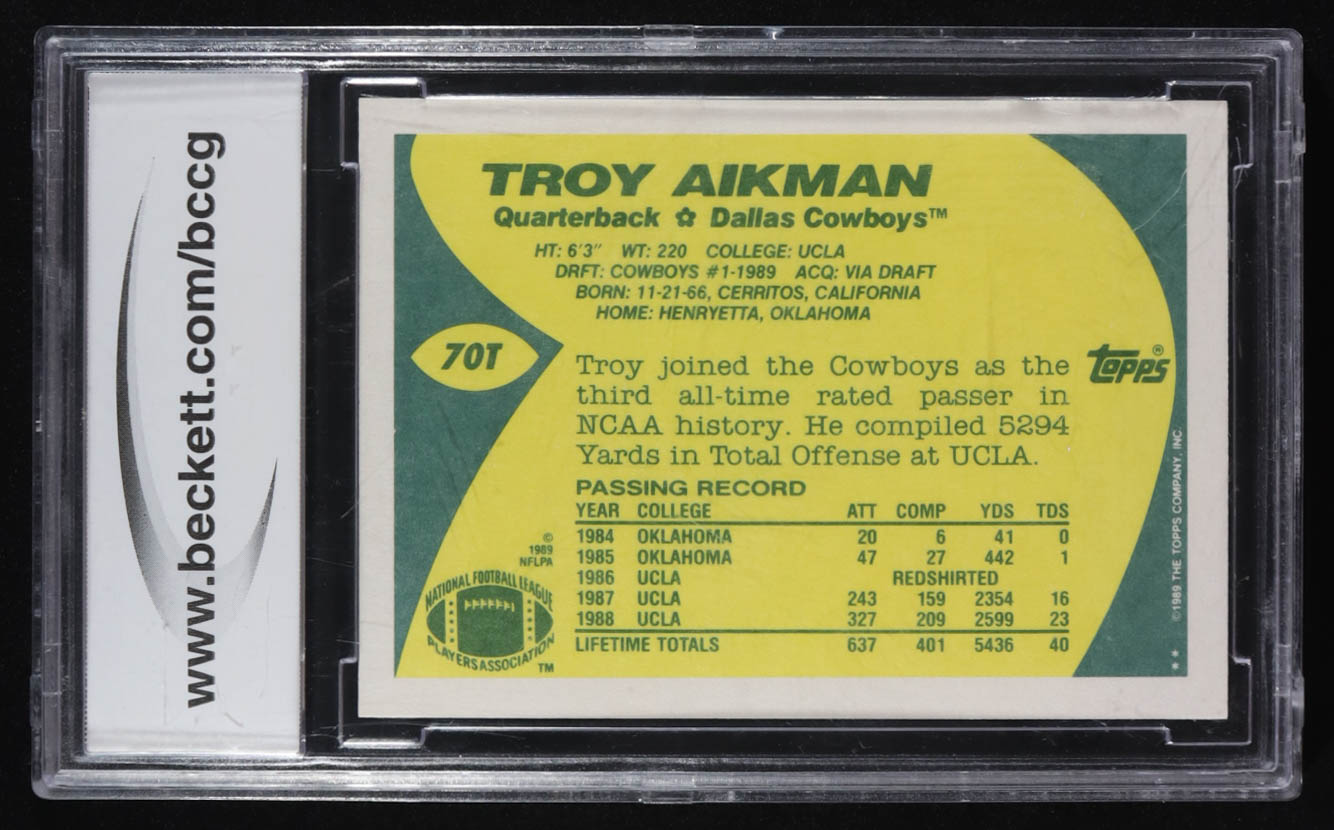 www.beckett.com/bccg
TROY AIKMAN
Quarterback ✿ Dallas Cowboys™
HT: 6'3" WT: 220 COLLEGE: UCLA
DRFT: COWBOYS #1-1989 ACQ: VIA DRAFT
BORN: 11-21-66, CERRITOS, CALIFORNIA
HOME: HENRYETTA, OKLAHOMA
70T
Troy joined the Cowboys as the
third all-time rated passer in
NCAA history. He compiled 5294
Yards in Total Offense at UCLA.
topps®
PASSING RECORD
YEAR COLLEGE ATT COMP YDS TDS
1984 OKLAHOMA 20 6 41 0
1985 OKLAHOMA 47 27 442 1
1986 UCLA REDSHIRTED
1987 UCLA 243 159 2354 16
1988 UCLA 327 209 2599 23
LIFETIME TOTALS 637 401 5436 40
©
1989
NFLPA
NATIONAL FOOTBALL LEAGUE
PLAYERS ASSOCIATION
TM
©1989 THE TOPPS COMPANY, INC.
* *